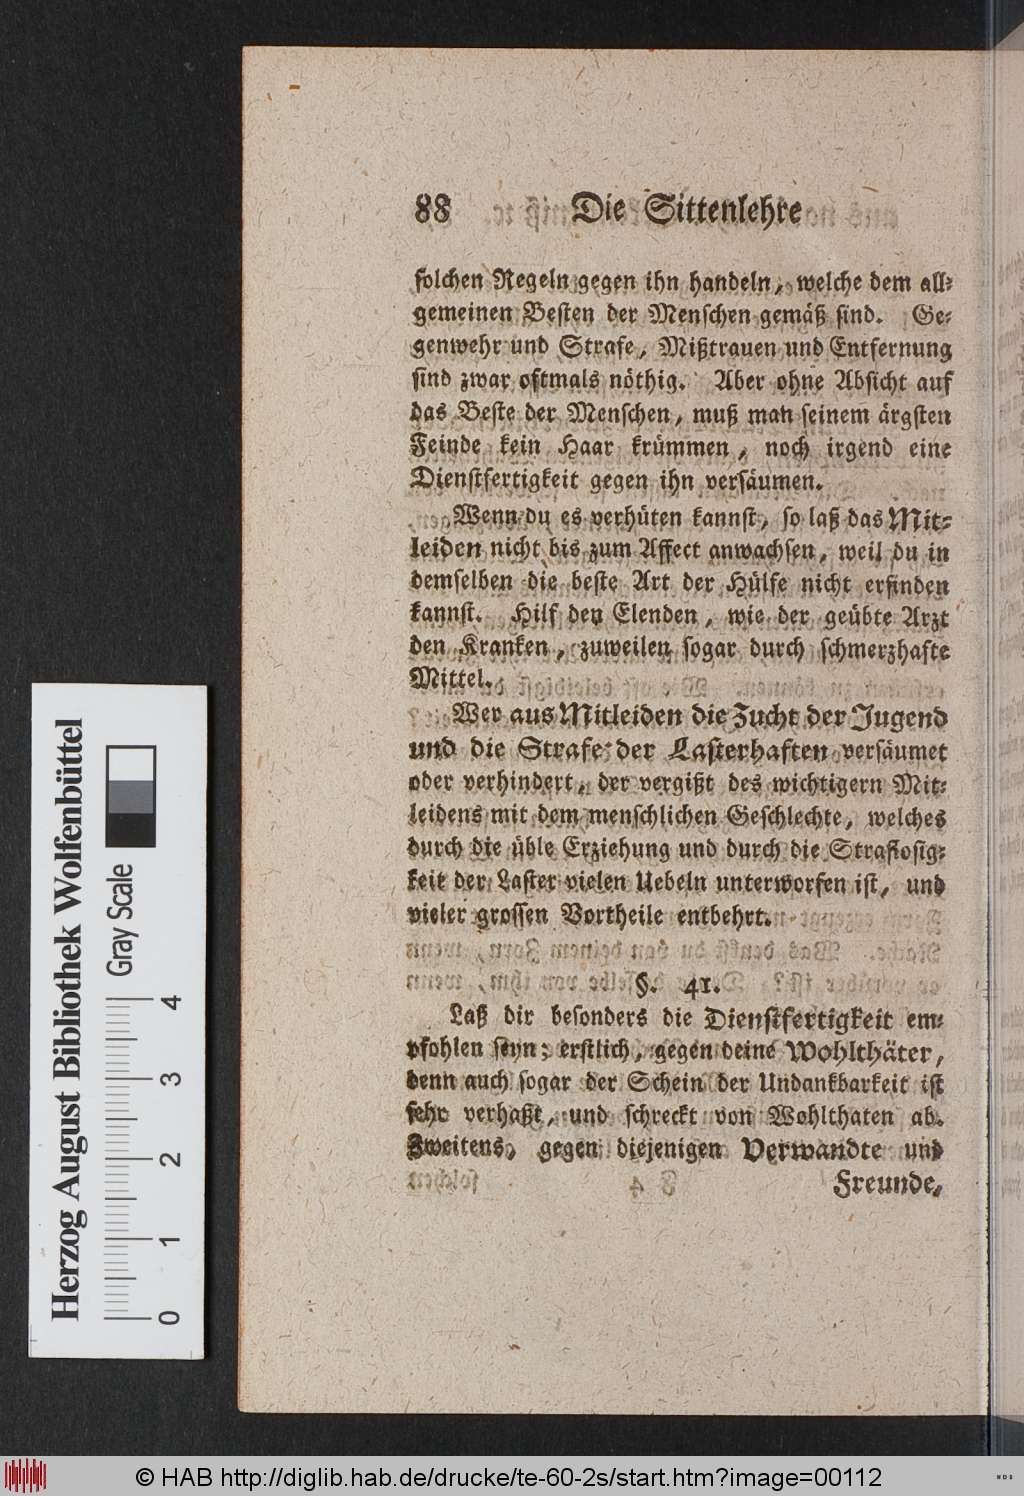 88 Die Sittenlehre
solchen Regeln gegen ihn handeln, welche dem all⸗
gemeinen Besten der Menschen gemäß sind. Ge⸗
genwehr und Strafe, Mißtrauen und Entfernung
sind zwar oftmals nöthig. Aber ohne Absicht auf
das Beste der Menschen, muß man seinem ärgsten
Feinde kein Haar krümmen, noch irgend eine
Dienstfertigkeit gegen ihn versäumen.
Wenn du es verhüten kannst, so laß das Mit⸗
leiden nicht bis zum Affect anwachsen, weil du in
demselben die beste Art der Hülfe nicht erfinden
kannst. Hilf den Elenden, wie der geübte Arzt
den Kranken, zuweilen sogar durch schmerzhafte
Mittel.
Wer aus Mitleiden die Zucht der Jugend
und die Strafe der Lasterhaften versäumet
oder verhindert, der vergißt des wichtigern Mit⸗
leidens mit dem menschlichen Geschlechte, welches
durch die üble Erziehung und durch die Straflosig⸗
keit der Laster vielen Uebeln unterworfen ist, und
vieler grossen Vortheile entbehrt.
§. 41.
Laß dir besonders die Dienstfertigkeit em⸗
pfohlen seyn; erstlich, gegen deine Wohlthäter,
denn auch sogar der Schein der Undankbarkeit ist
sehr verhaßt, und schreckt von Wohlthaten ab.
Zweitens, gegen diejenigen Verwandte und
Freunde,
Herzog August Bibliothek Wolfenbüttel
Gray Scale
0 1 2 3 4
© HAB http://diglib.hab.de/drucke/te-60-2s/start.htm?image=00112